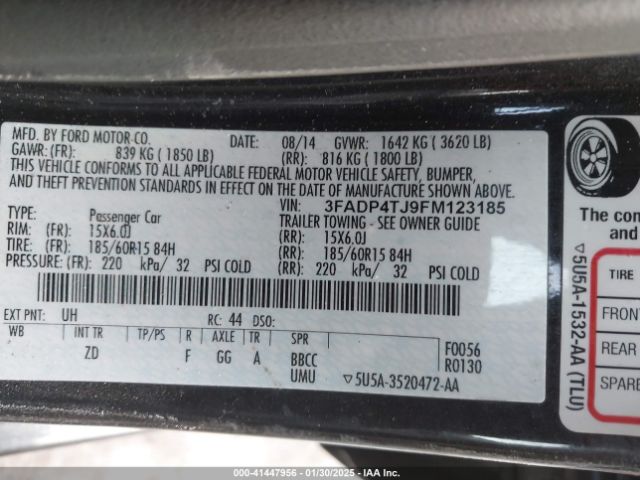 MFD. BY FORD MOTOR CO. DATE: 08/14 GVWR: 1642 KG ( 3620 LB)
GAWR: (FR): 839 KG ( 1850 LB) (RR): 816 KG ( 1800 LB)
THIS VEHICLE CONFORMS TO ALL APPLICABLE FEDERAL MOTOR VEHICLE SAFETY, BUMPER,
AND THEFT PREVENTION STANDARDS IN EFFECT ON THE DATE OF MANUFACTURE SHOWN ABOVE.
VIN: 3FADP4TJ9FM123185
TYPE: Passenger Car TRAILER TOWING - SEE OWNER GUIDE
RIM: (FR): 15X6.0J (RR): 15X6.0J
TIRE: (FR): 185/60R15 84H (RR): 185/60R15 84H
PRESSURE: (FR): 220 kPa/ 32 PSI COLD (RR): 220 kPa/ 32 PSI COLD
EXT PNT: UH RC: 44 DSO:
WB INT TR TP/PS R AXLE TR SPR F0056
ZD F GG A BBCC R0130
UMU ▽5U5A-3520472-AA
The con
and
▽5U5A-1532-AA (TLU)
TIRE
FRONT
REAR
SPARE
000-41447956 - 01/30/2025 - IAA Inc.